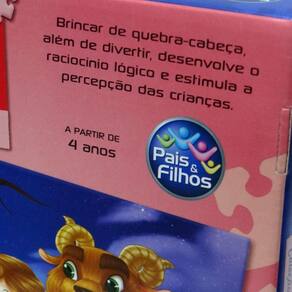 Brincar de quebra-cabeça,
além de divertir, desenvolve o
raciocínio lógico e estimula a
percepção das crianças.
A PARTIR DE
4 anos
Pais &
Filhos